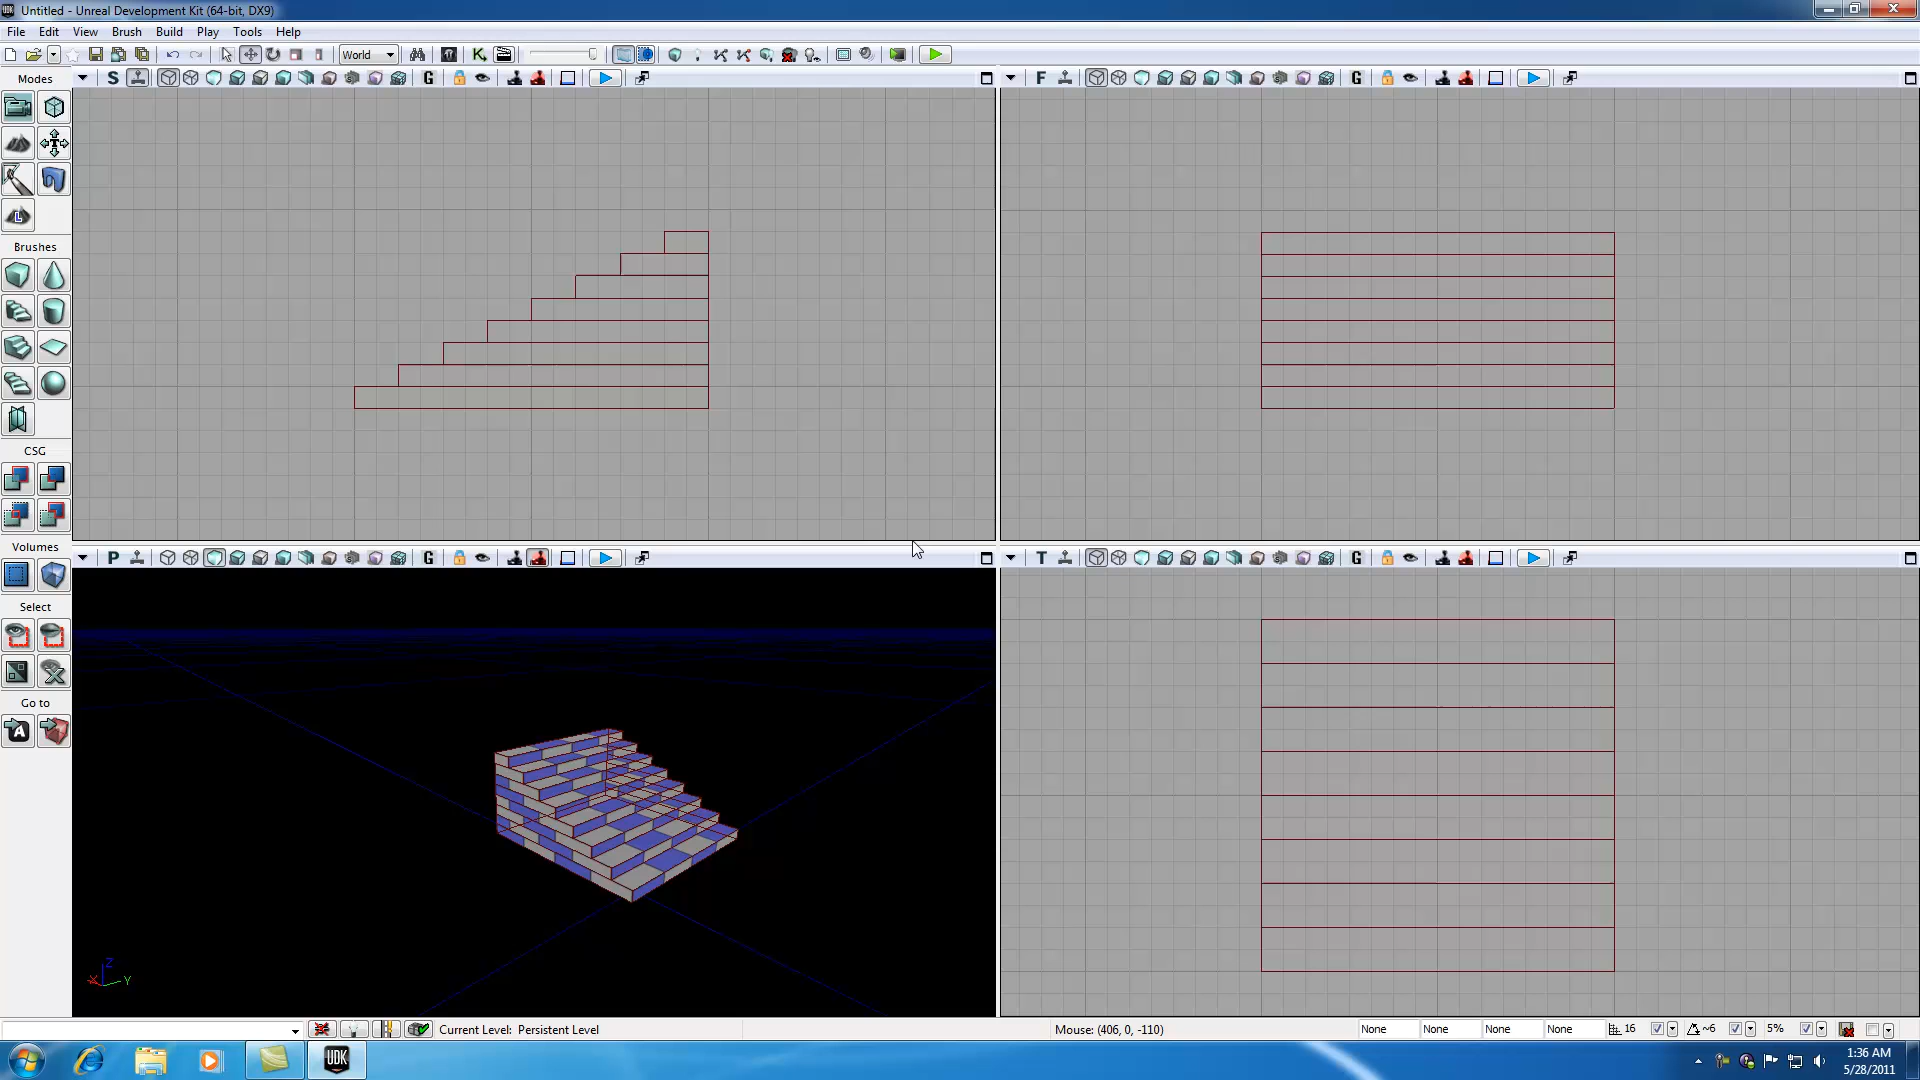 Untitled - Unreal Development Kit (64-bit, DX9)
File Edit View Brush Build Play Tools Help
World
Modes
S G
F G
Brushes
CSG
Volumes
P G
T G
Select
Go to
A
Z
X Y
Current Level: Persistent Level
Mouse: (406, 0, -110)
None None None None 16 ~6 5%
UDK
1:36 AM
5/28/2011